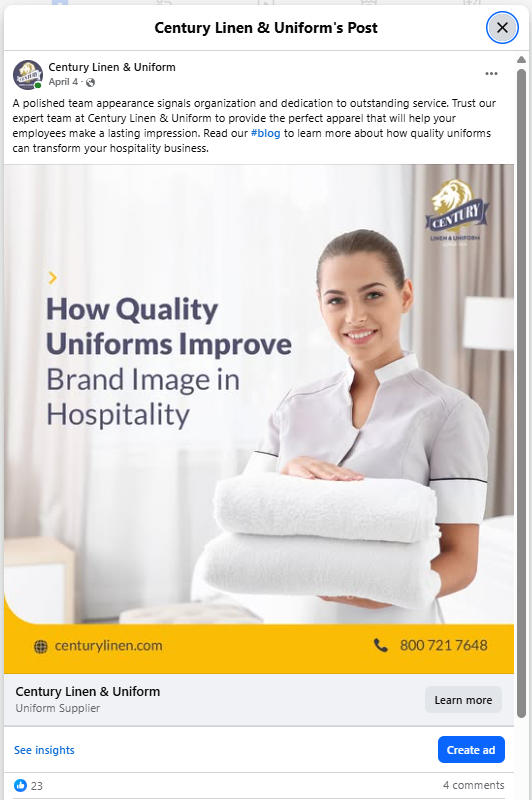 Century Linen & Uniform's Post
Century Linen & Uniform
April 4 ·
A polished team appearance signals organization and dedication to outstanding service. Trust our
expert team at Century Linen & Uniform to provide the perfect apparel that will help your
employees make a lasting impression. Read our #blog to learn more about how quality uniforms
can transform your hospitality business.
CENTURY
LINEN & UNIFORM
How Quality
Uniforms Improve
Brand Image in
Hospitality
centurylinen.com
800 721 7648
Century Linen & Uniform
Uniform Supplier
Learn more
See insights
Create ad
23
4 comments